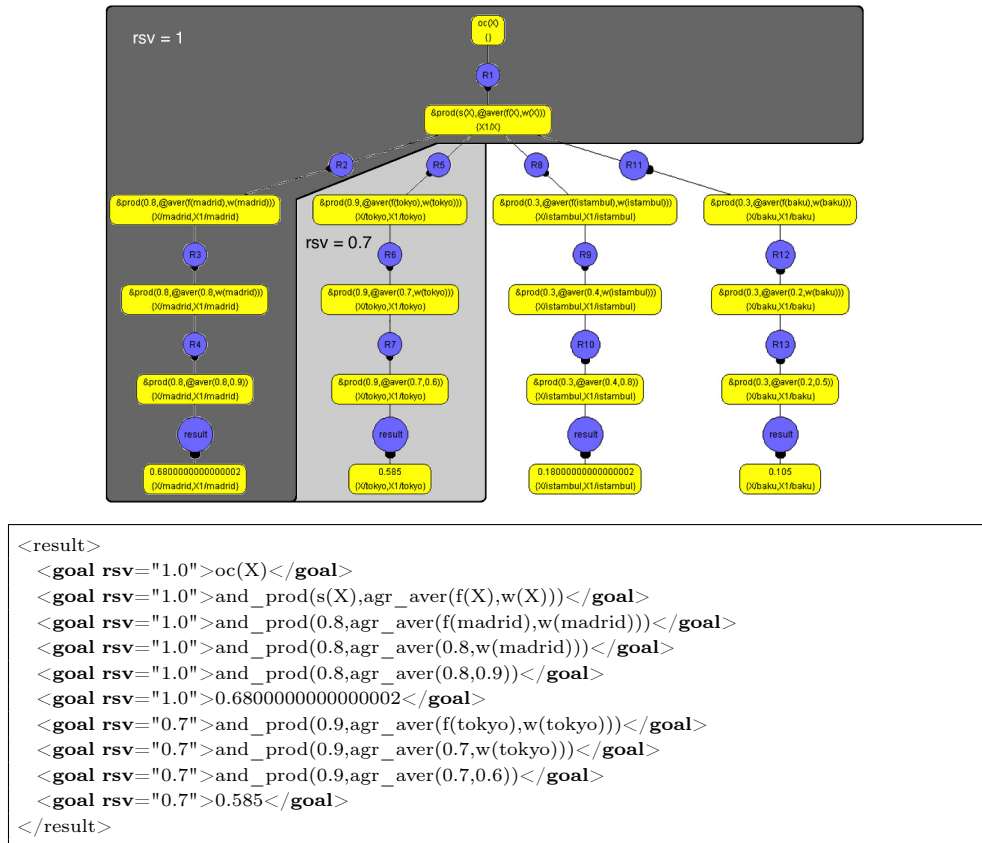 rsv = 1
oc(X)
{}
R1
&prod(s(X),@aver(f(X),w(X)))
{X1/X}
R2
R5
R8
R11
&prod(0.8,@aver(f(madrid),w(madrid)))
{X/madrid,X1/madrid}
&prod(0.9,@aver(f(tokyo),w(tokyo)))
{X/tokyo,X1/tokyo}
&prod(0.3,@aver(f(istambul),w(istambul)))
{X/istambul,X1/istambul}
&prod(0.3,@aver(f(baku),w(baku)))
{X/baku,X1/baku}
rsv = 0.7
R3
R6
R9
R12
&prod(0.8,@aver(0.8,w(madrid)))
{X/madrid,X1/madrid}
&prod(0.9,@aver(0.7,w(tokyo)))
{X/tokyo,X1/tokyo}
&prod(0.3,@aver(0.4,w(istambul)))
{X/istambul,X1/istambul}
&prod(0.3,@aver(0.2,w(baku)))
{X/baku,X1/baku}
R4
R7
R10
R13
&prod(0.8,@aver(0.8,0.9))
{X/madrid,X1/madrid}
&prod(0.9,@aver(0.7,0.6))
{X/tokyo,X1/tokyo}
&prod(0.3,@aver(0.4,0.8))
{X/istambul,X1/istambul}
&prod(0.3,@aver(0.2,0.5))
{X/baku,X1/baku}
result
result
result
result
0.6800000000000002
{X/madrid,X1/madrid}
0.585
{X/tokyo,X1/tokyo}
0.18000000000000002
{X/istambul,X1/istambul}
0.105
{X/baku,X1/baku}
<result>
<goal rsv="1.0">oc(X)</goal>
<goal rsv="1.0">and_prod(s(X),agr_aver(f(X),w(X)))</goal>
<goal rsv="1.0">and_prod(0.8,agr_aver(f(madrid),w(madrid)))</goal>
<goal rsv="1.0">and_prod(0.8,agr_aver(0.8,w(madrid)))</goal>
<goal rsv="1.0">and_prod(0.8,agr_aver(0.8,0.9))</goal>
<goal rsv="1.0">0.6800000000000002</goal>
<goal rsv="0.7">and_prod(0.9,agr_aver(f(tokyo),w(tokyo)))</goal>
<goal rsv="0.7">and_prod(0.9,agr_aver(0.7,w(tokyo)))</goal>
<goal rsv="0.7">and_prod(0.9,agr_aver(0.7,0.6))</goal>
<goal rsv="0.7">0.585</goal>
</result>